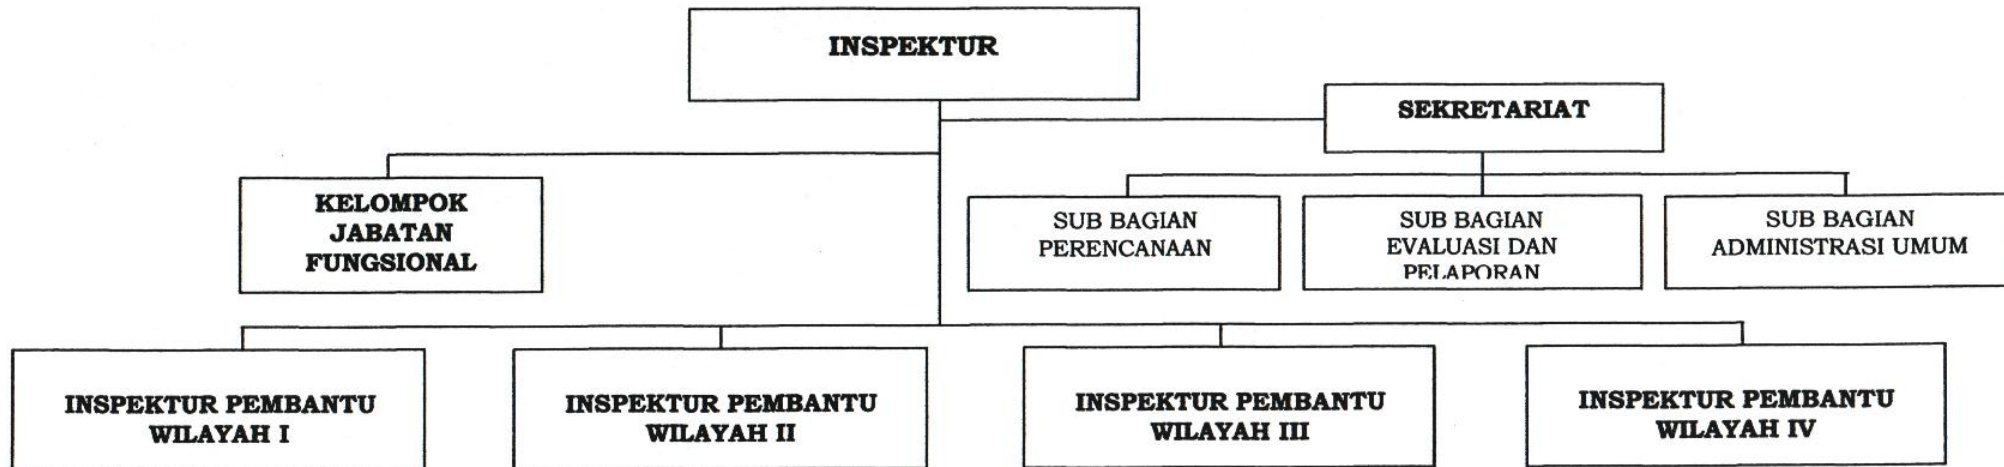 INSPEKTUR
SEKRETARIAT
KELOMPOK
JABATAN
FUNGSIONAL
SUB BAGIAN
PERENCANAAN
SUB BAGIAN
EVALUASI DAN
PELAPORAN
SUB BAGIAN
ADMINISTRASI UMUM
INSPEKTUR PEMBANTU
WILAYAH I
INSPEKTUR PEMBANTU
WILAYAH II
INSPEKTUR PEMBANTU
WILAYAH III
INSPEKTUR PEMBANTU
WILAYAH IV